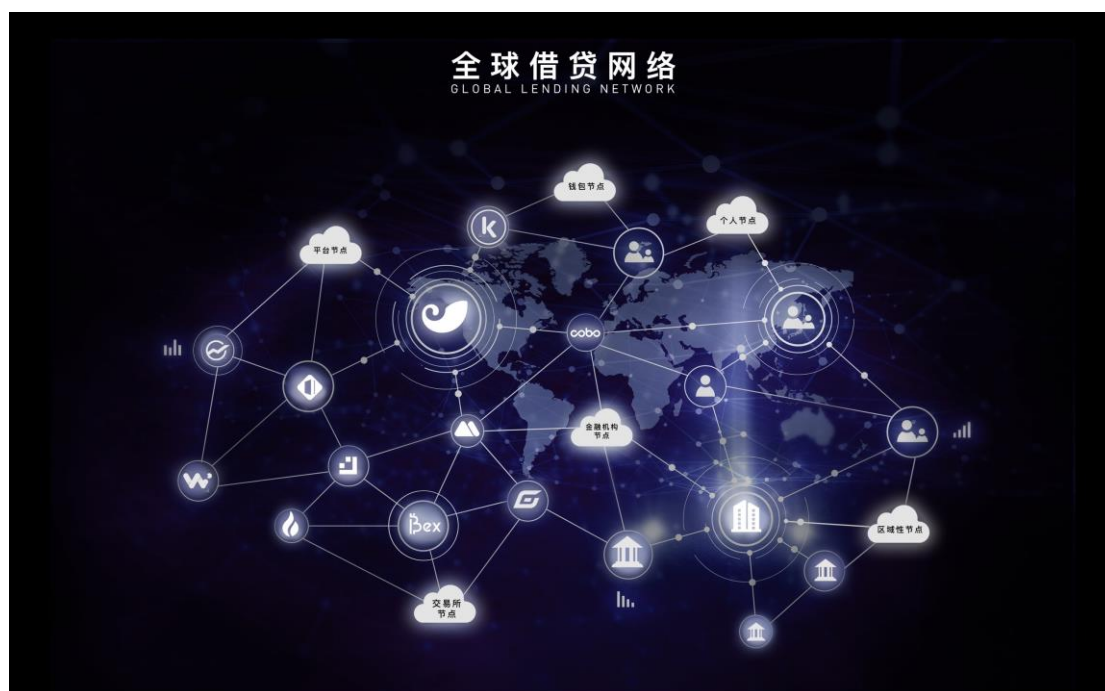 全球借贷网络
GLOBAL LENDING NETWORK
钱包节点
个人节点
平台节点
cobo
金融机构
节点
Bex
区域性节点
交易所
节点